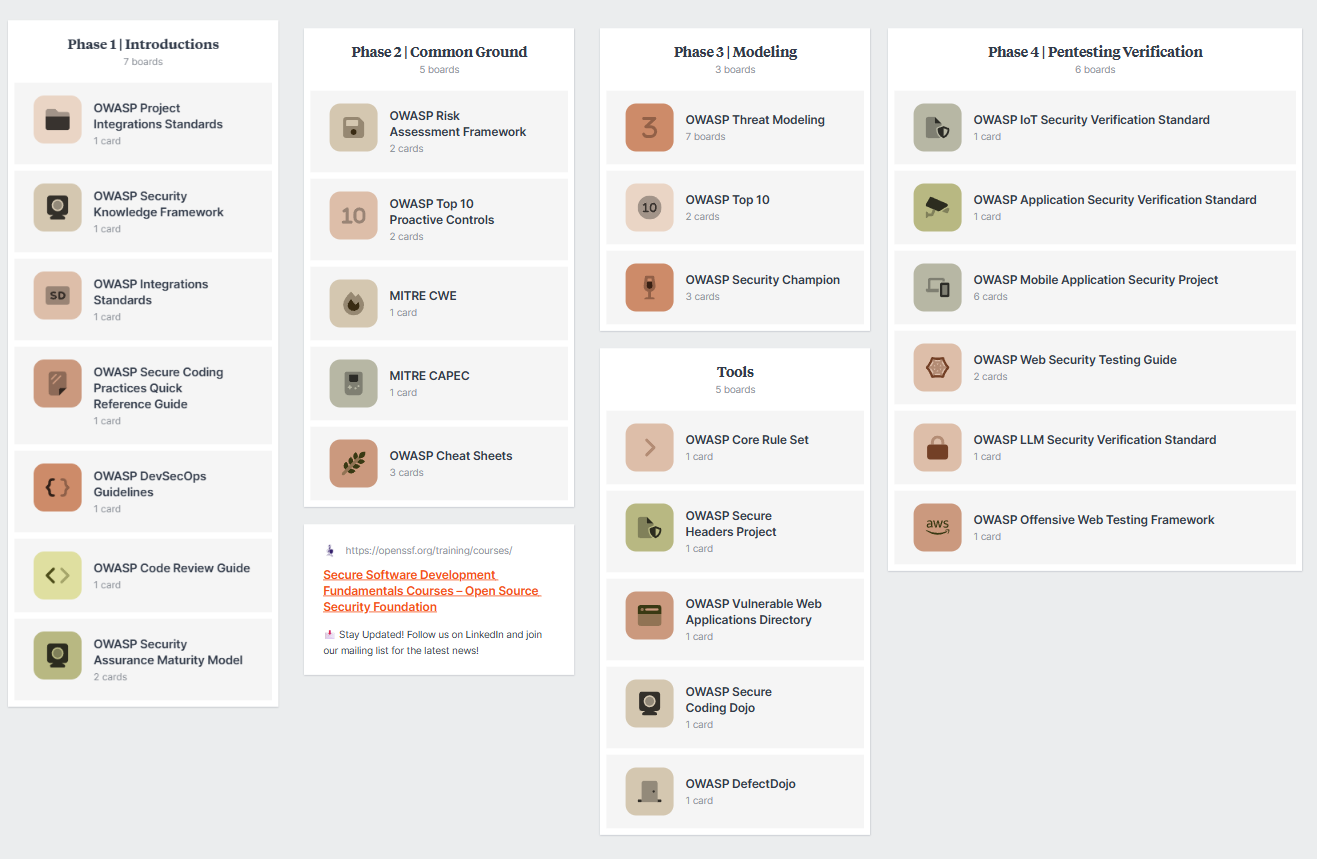 Phase 1 | Introductions
7 boards
OWASP Project
Integrations Standards
1 card
OWASP Security
Knowledge Framework
1 card
SD
OWASP Integrations
Standards
1 card
OWASP Secure Coding
Practices Quick
Reference Guide
1 card
OWASP DevSecOps
Guidelines
1 card
OWASP Code Review Guide
1 card
OWASP Security
Assurance Maturity Model
2 cards
Phase 2 | Common Ground
5 boards
OWASP Risk
Assessment Framework
2 cards
10
OWASP Top 10
Proactive Controls
2 cards
MITRE CWE
1 card
MITRE CAPEC
1 card
OWASP Cheat Sheets
3 cards
https://openssf.org/training/courses/
Secure Software Development
Fundamentals Courses – Open Source
Security Foundation
Stay Updated! Follow us on LinkedIn and join
our mailing list for the latest news!
Phase 3 | Modeling
3 boards
3
OWASP Threat Modeling
7 boards
10
OWASP Top 10
2 cards
OWASP Security Champion
3 cards
Tools
5 boards
OWASP Core Rule Set
1 card
OWASP Secure
Headers Project
1 card
OWASP Vulnerable Web
Applications Directory
1 card
OWASP Secure
Coding Dojo
1 card
OWASP DefectDojo
1 card
Phase 4 | Pentesting Verification
6 boards
OWASP IoT Security Verification Standard
1 card
OWASP Application Security Verification Standard
1 card
OWASP Mobile Application Security Project
6 cards
OWASP Web Security Testing Guide
2 cards
OWASP LLM Security Verification Standard
1 card
aws
OWASP Offensive Web Testing Framework
1 card